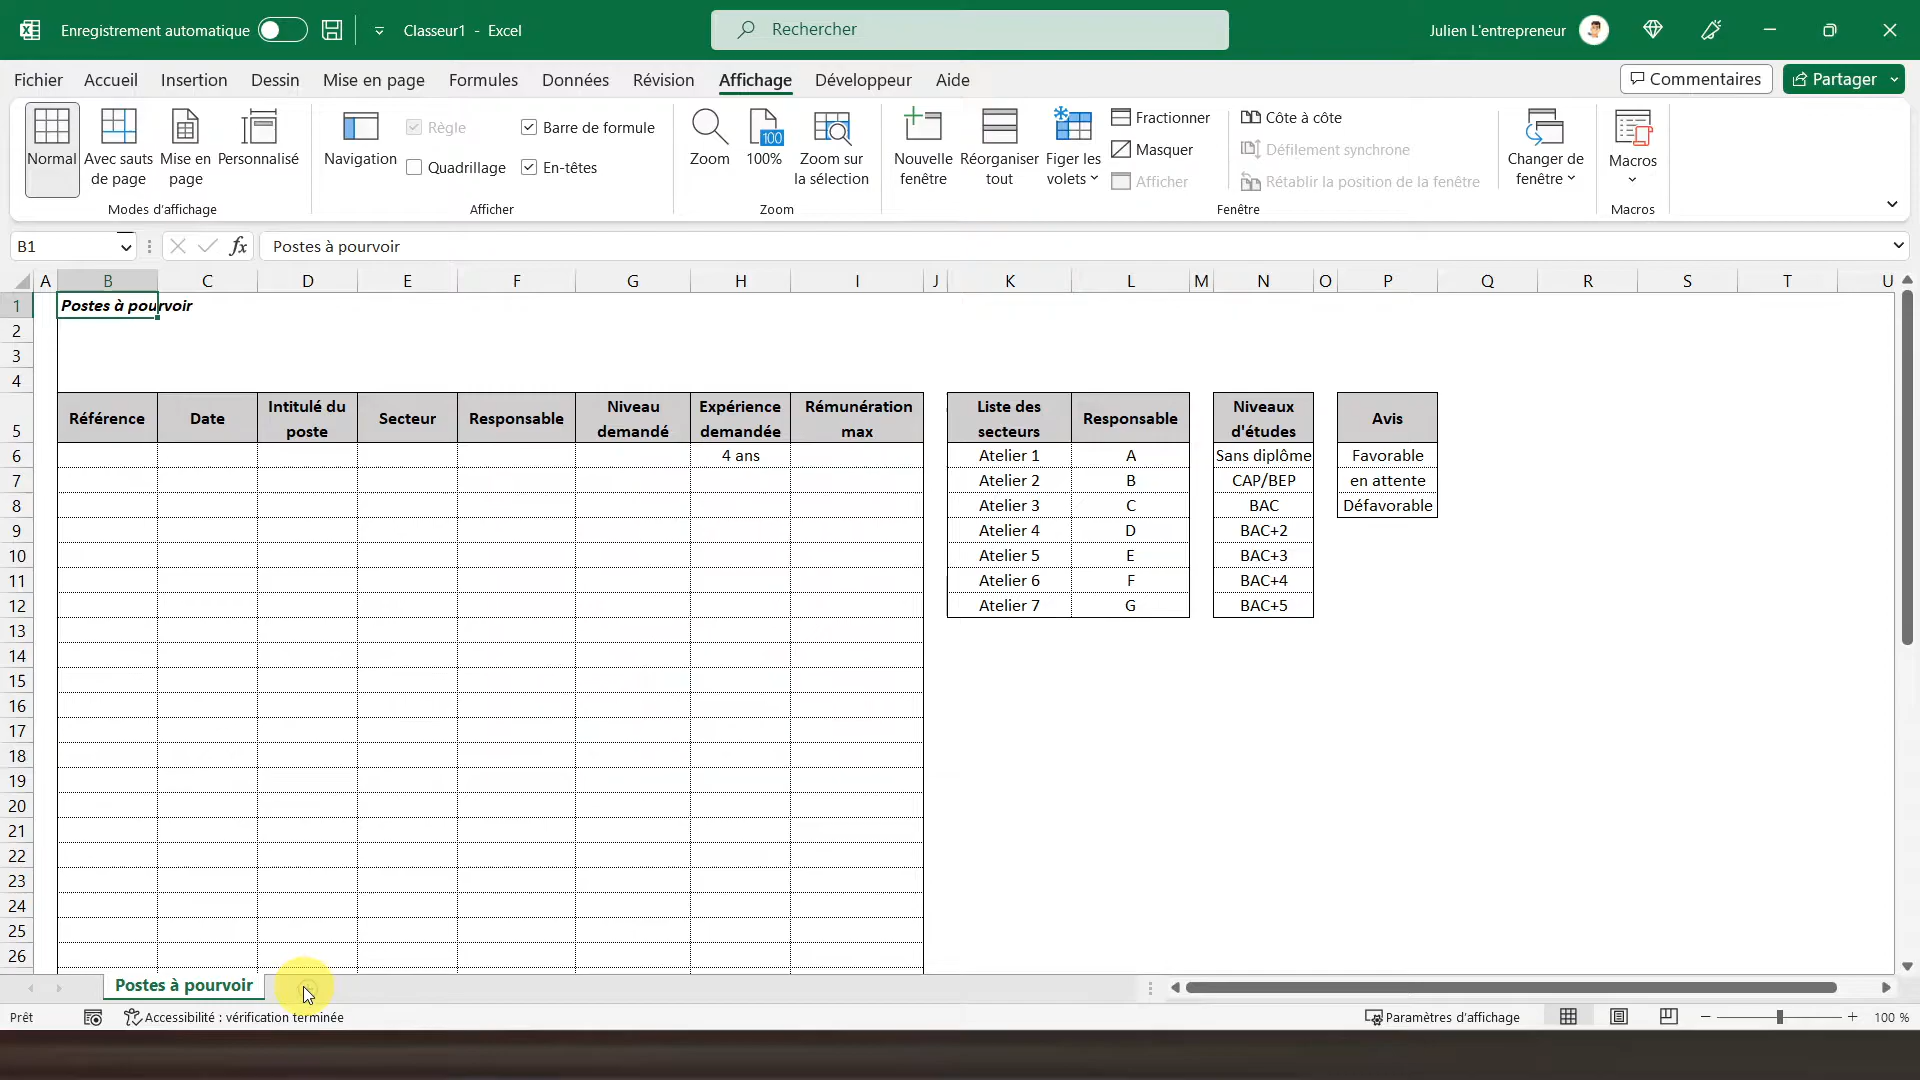 Enregistrement automatique
Classeur1 - Excel
Rechercher
Julien L'entrepreneur
Fichier Accueil Insertion Dessin Mise en page Formules Données Révision Affichage Développeur Aide
Commentaires
Partager
Normal
Avec sauts de page
Mise en page
Personnalisé
Modes d'affichage
Navigation
Règle
Barre de formule
Quadrillage
En-têtes
Afficher
Zoom
100
100%
Zoom sur la sélection
Zoom
Nouvelle fenêtre
Réorganiser tout
Figer les volets
Fractionner
Masquer
Afficher
Côte à côte
Défilement synchrone
Rétablir la position de la fenêtre
Changer de fenêtre
Fenêtre
Macros
Macros
B1
fx
Postes à pourvoir
A B C D E F G H I J K L M N O P Q R S T U
1 Postes à pourvoir
2
3
4
5 Référence Date Intitulé du poste Secteur Responsable Niveau demandé Expérience demandée Rémunération max Liste des secteurs Responsable Niveaux d'études Avis
6 4 ans Atelier 1 A Sans diplôme Favorable
7 Atelier 2 B CAP/BEP en attente
8 Atelier 3 C BAC Défavorable
9 Atelier 4 D BAC+2
10 Atelier 5 E BAC+3
11 Atelier 6 F BAC+4
12 Atelier 7 G BAC+5
13
14
15
16
17
18
19
20
21
22
23
24
25
26
Postes à pourvoir
Prêt
Accessibilité : vérification terminée
Paramètres d'affichage
100 %